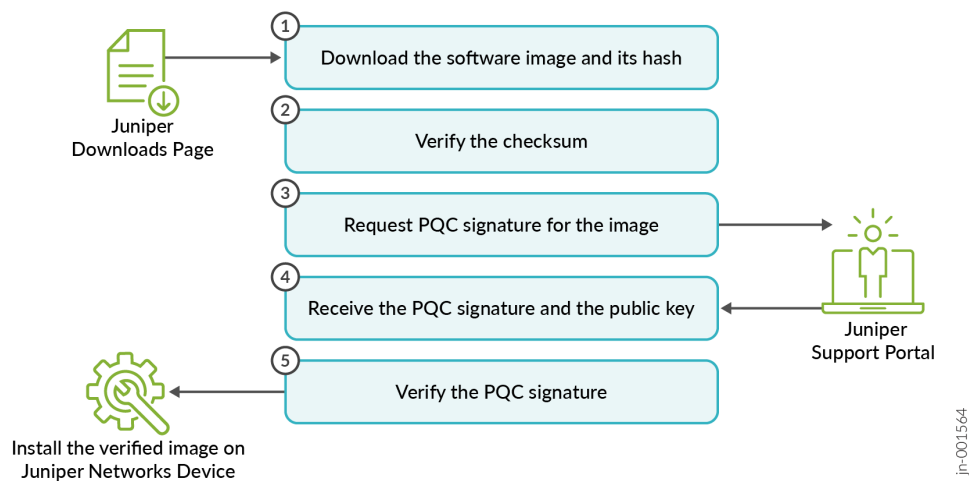 1
Download the software image and its hash
Juniper
Downloads Page
2
Verify the checksum
3
Request PQC signature for the image
4
Receive the PQC signature and the public key
Juniper
Support Portal
5
Verify the PQC signature
Install the verified image on
Juniper Networks Device
jn-001564